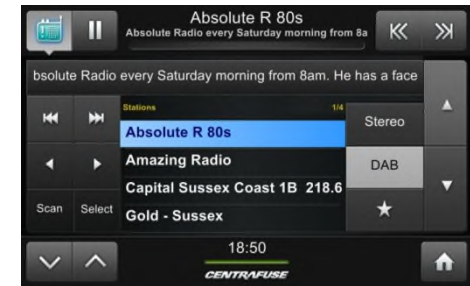 Absolute R 80s
Absolute Radio every Saturday morning from 8a
bsolute Radio every Saturday morning from 8am. He has a face
Stations 1/4
Absolute R 80s
Amazing Radio
Capital Sussex Coast 1B 218.6
Gold - Sussex
Stereo
DAB
Scan Select
18:50
CENTRAFUSE